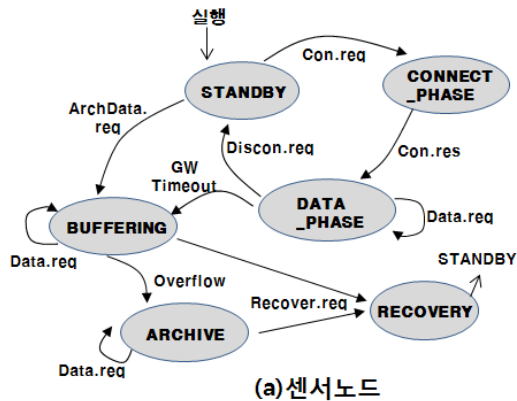 실행
Con.req
STANDBY
CONNECT
_PHASE
ArchData.
req
Discon.req
Con.res
GW
Timeout
DATA
_PHASE
Data.req
BUFFERING
Data.req
STANDBY
Overflow
Recover.req
RECOVERY
ARCHIVE
Data.req
(a)센서노드